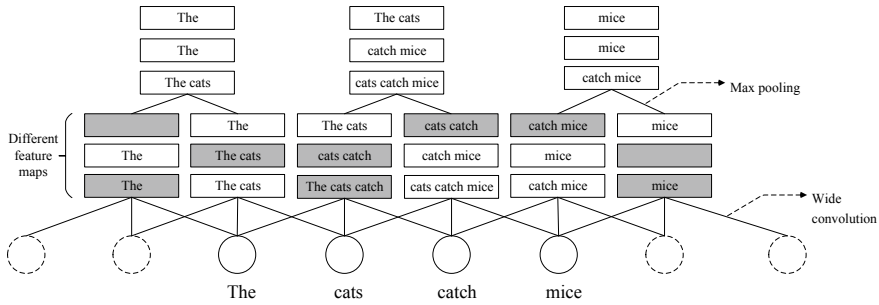 The
The cats
mice
The
catch mice
mice
The cats
cats catch mice
catch mice
Max pooling
Different
feature
maps
The
The cats
cats catch
catch mice
mice
The
The cats
cats catch
catch mice
mice
The
The cats
The cats catch
cats catch mice
catch mice
mice
Wide
convolution
The
cats
catch
mice